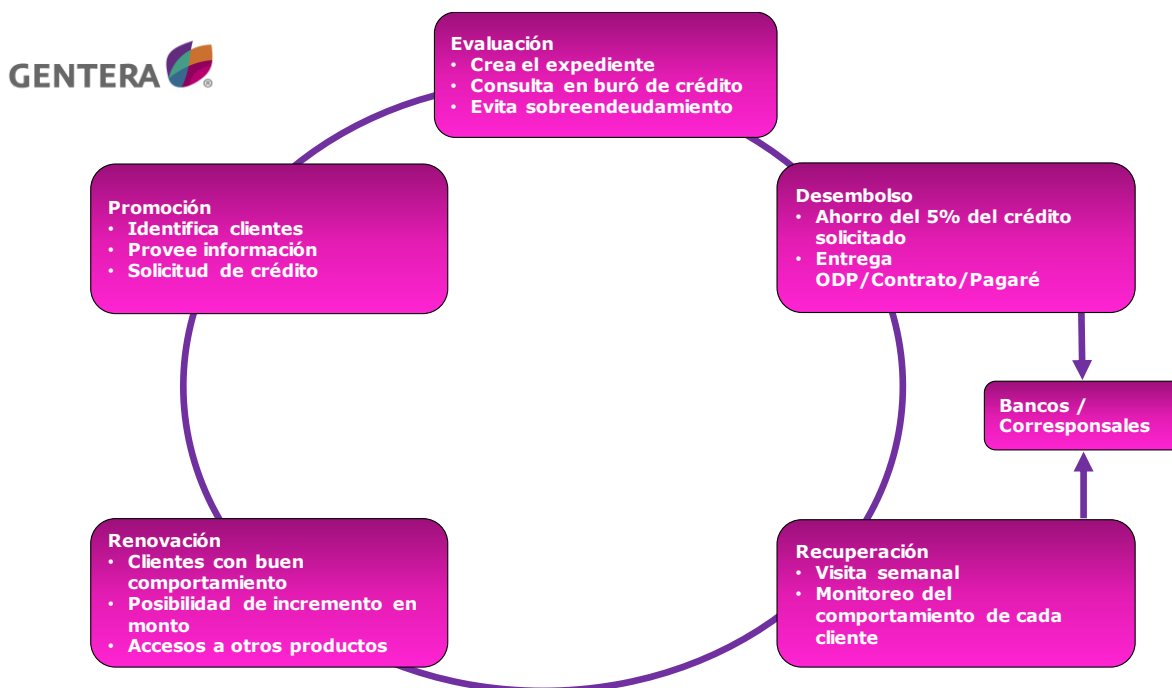 GENTERA
®
Evaluación
• Crea el expediente
• Consulta en buró de crédito
• Evita sobreendeudamiento
Promoción
• Identifica clientes
• Provee información
• Solicitud de crédito
Desembolso
• Ahorro del 5% del crédito
solicitado
• Entrega
ODP/Contrato/Pagaré
Bancos /
Corresponsales
Renovación
• Clientes con buen
comportamiento
• Posibilidad de incremento en
monto
• Accesos a otros productos
Recuperación
• Visita semanal
• Monitoreo del
comportamiento de cada
cliente